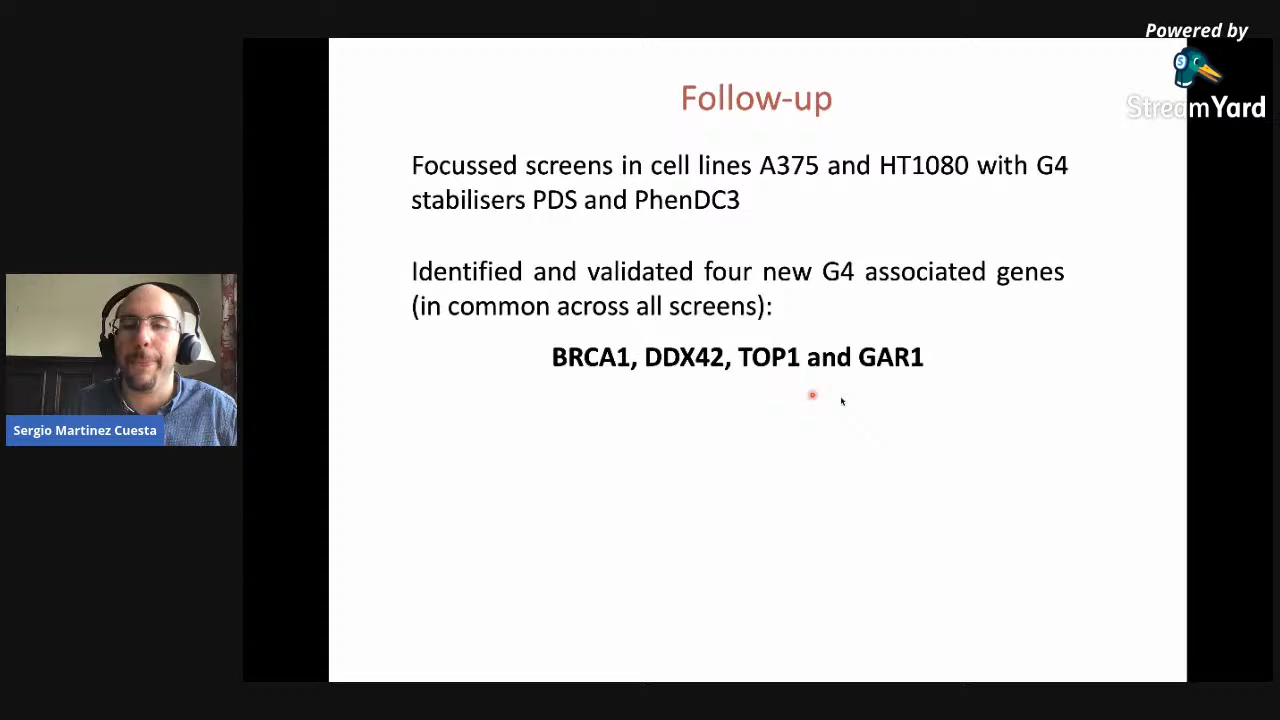 Powered by
StreamYard
Follow-up
Focussed screens in cell lines A375 and HT1080 with G4
stabilisers PDS and PhenDC3
Identified and validated four new G4 associated genes
(in common across all screens):
BRCA1, DDX42, TOP1 and GAR1
Sergio Martinez Cuesta